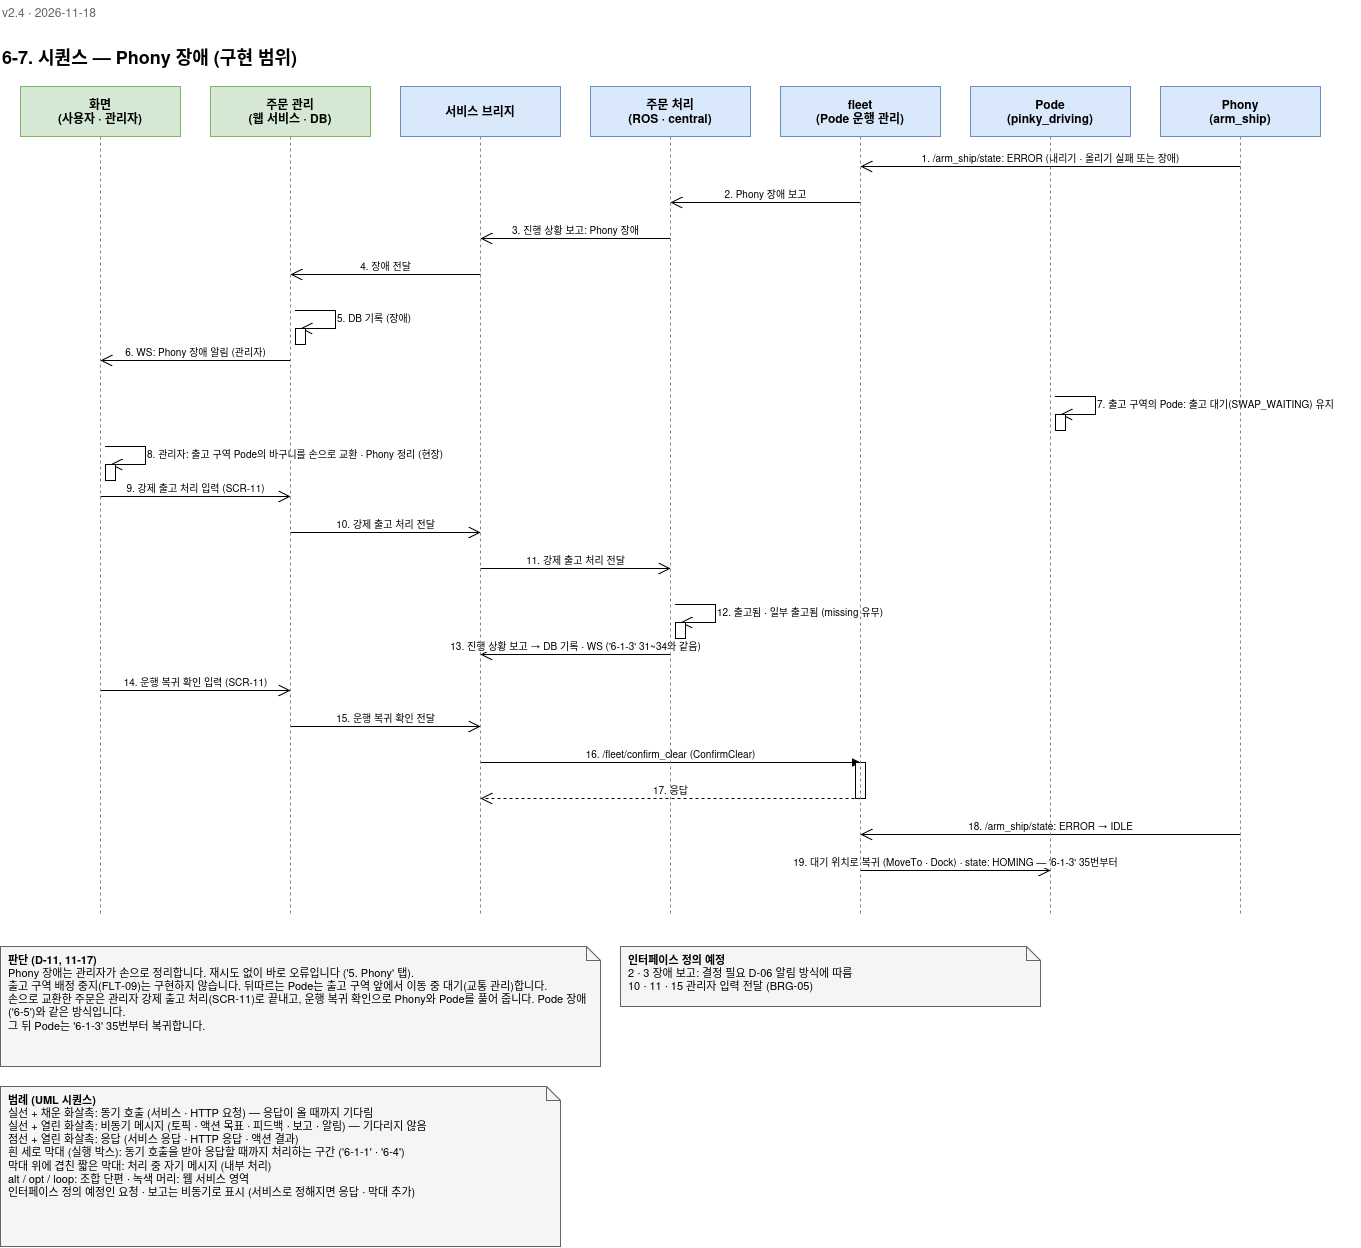 v2.4 · 2026-11-18
6-7. 시퀀스 — Phony 장애 (구현 범위)
화면
(사용자 · 관리자)
주문 관리
(웹 서비스 · DB)
서비스 브리지
주문 처리
(ROS · central)
fleet
(Pode 운행 관리)
Pode
(pinky_driving)
Phony
(arm_ship)
1. /arm_ship/state: ERROR (내리기 · 올리기 실패 또는 장애)
2. Phony 장애 보고
3. 진행 상황 보고: Phony 장애
4. 장애 전달
5. DB 기록 (장애)
6. WS: Phony 장애 알림 (관리자)
7. 출고 구역의 Pode: 출고 대기(SWAP_WAITING) 유지
8. 관리자: 출고 구역 Pode의 바구니를 손으로 교환 · Phony 정리 (현장)
9. 강제 출고 처리 입력 (SCR-11)
10. 강제 출고 처리 전달
11. 강제 출고 처리 전달
12. 출고됨 · 일부 출고됨 (missing 유무)
13. 진행 상황 보고 → DB 기록 · WS ('6-1-3' 31~34와 같음)
14. 운행 복귀 확인 입력 (SCR-11)
15. 운행 복귀 확인 전달
16. /fleet/confirm_clear (ConfirmClear)
17. 응답
18. /arm_ship/state: ERROR → IDLE
19. 대기 위치로 복귀 (MoveTo · Dock) · state: HOMING — '6-1-3' 35번부터
판단 (D-11, 11-17)
Phony 장애는 관리자가 손으로 정리합니다. 재시도 없이 바로 오류입니다 ('5. Phony' 탭).
출고 구역 배정 중지(FLT-09)는 구현하지 않습니다. 뒤따르는 Pode는 출고 구역 앞에서 이동 중 대기(교통 관리)합니다.
손으로 교환한 주문은 관리자 강제 출고 처리(SCR-11)로 끝내고, 운행 복귀 확인으로 Phony와 Pode를 풀어 줍니다. Pode 장애
('6-5')와 같은 방식입니다.
그 뒤 Pode는 '6-1-3' 35번부터 복귀합니다.
인터페이스 정의 예정
2 · 3 장애 보고: 결정 필요 D-06 알림 방식에 따름
10 · 11 · 15 관리자 입력 전달 (BRG-05)
범례 (UML 시퀀스)
실선 + 채운 화살촉: 동기 호출 (서비스 · HTTP 요청) — 응답이 올 때까지 기다림
실선 + 열린 화살촉: 비동기 메시지 (토픽 · 액션 목표 · 피드백 · 보고 · 알림) — 기다리지 않음
점선 + 열린 화살촉: 응답 (서비스 응답 · HTTP 응답 · 액션 결과)
흰 세로 막대 (실행 박스): 동기 호출을 받아 응답할 때까지 처리하는 구간 ('6-1-1' · '6-4')
막대 위에 겹친 짧은 막대: 처리 중 자기 메시지 (내부 처리)
alt / opt / loop: 조합 단편 · 녹색 머리: 웹 서비스 영역
인터페이스 정의 예정인 요청 · 보고는 비동기로 표시 (서비스로 정해지면 응답 · 막대 추가)